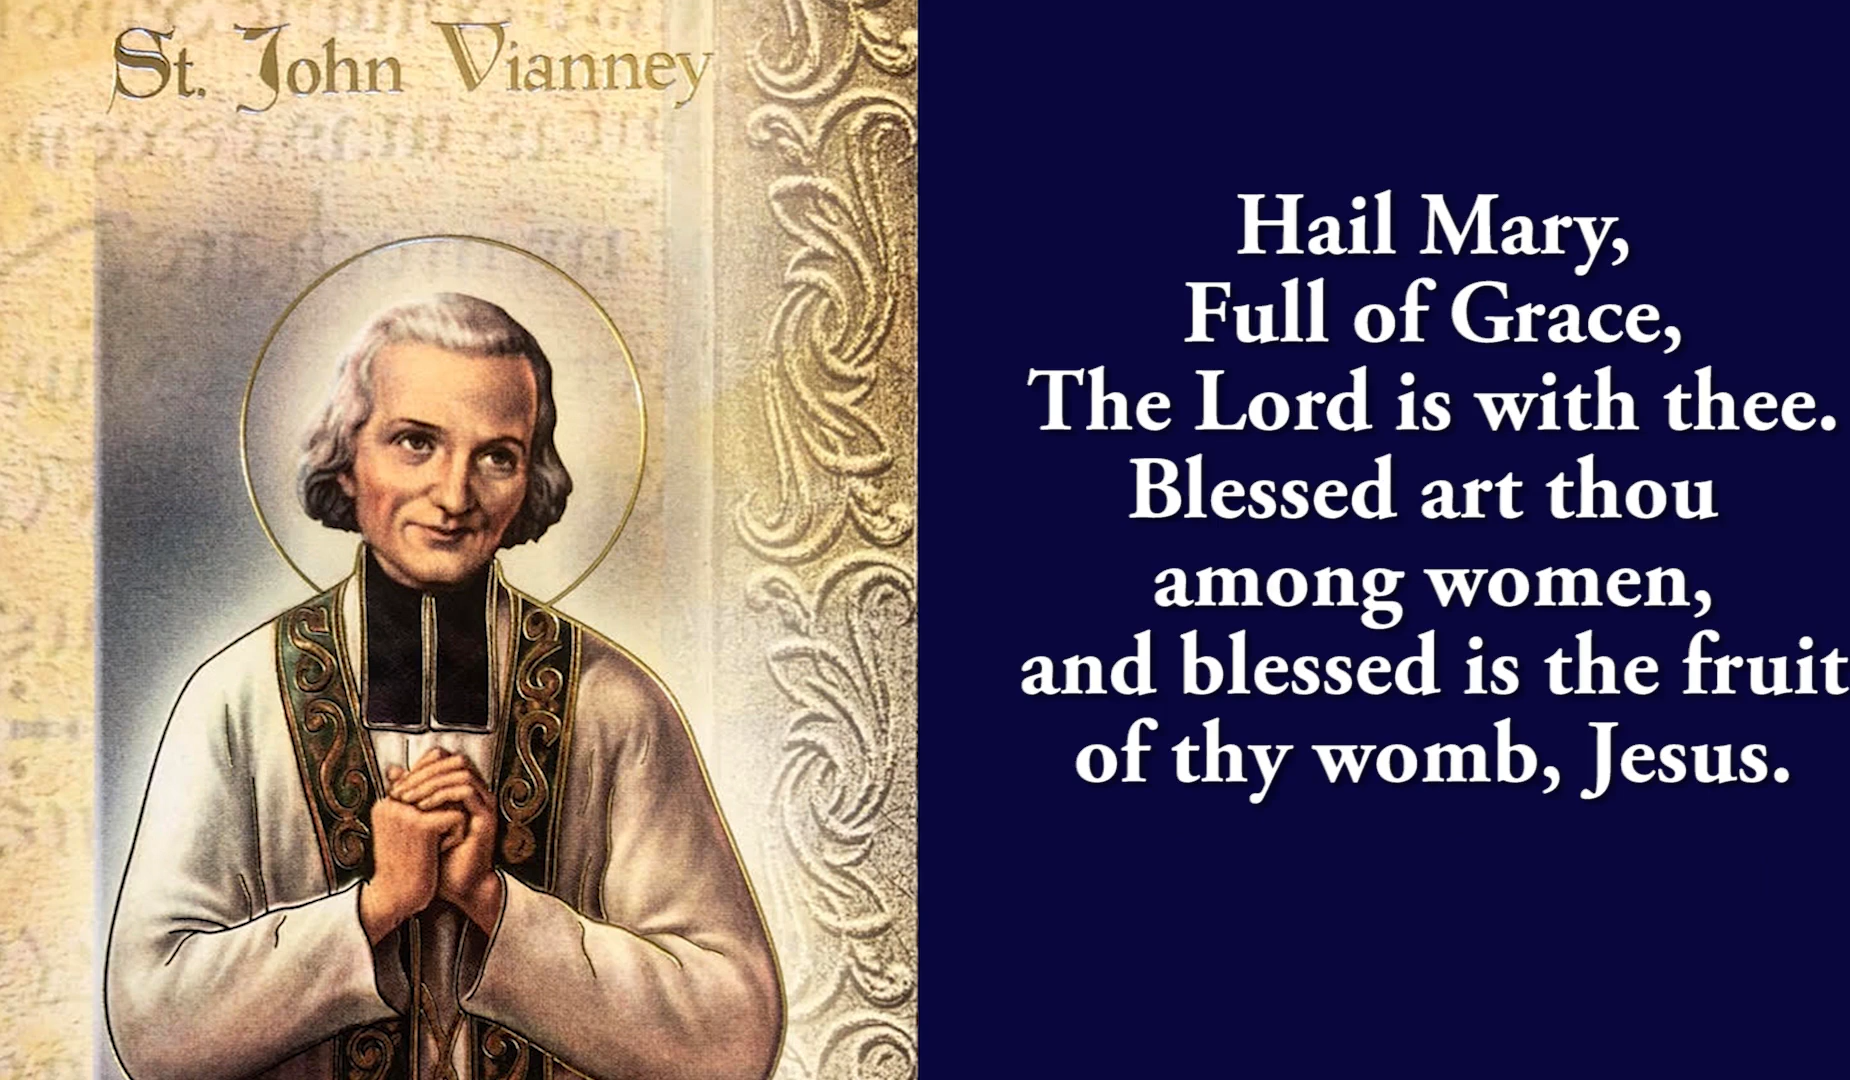 St. John Vianney
Hail Mary,
Full of Grace,
The Lord is with thee.
Blessed art thou
among women,
and blessed is the fruit
of thy womb, Jesus.